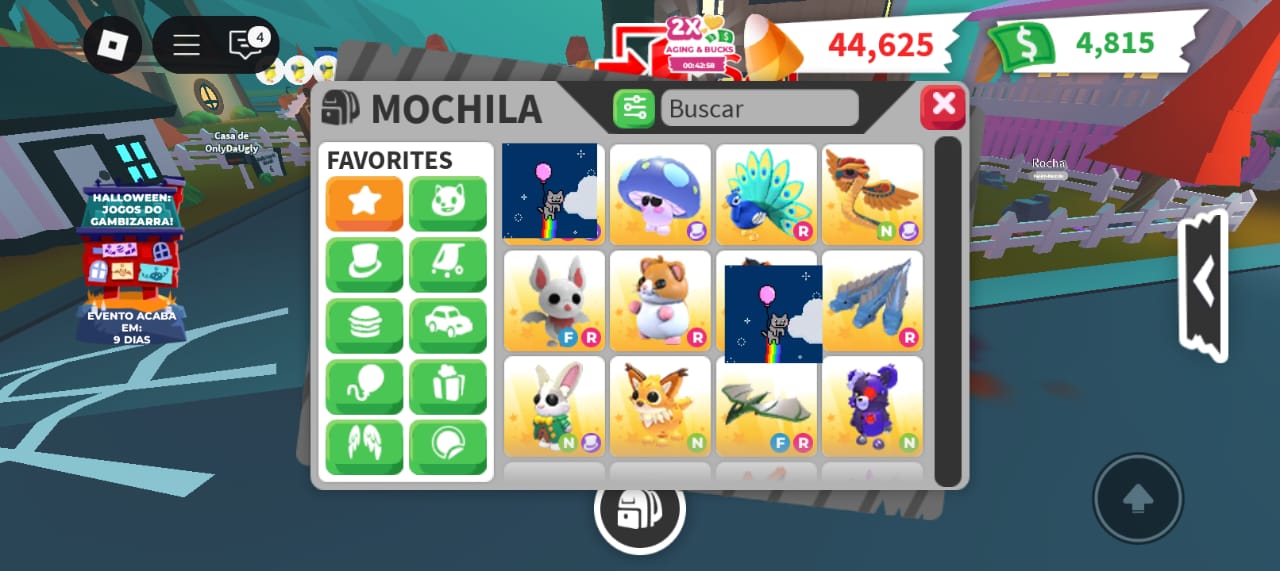 4
2X
AGING & BUCKS
00:42:58
44,625
4,815
MOCHILA
Buscar
FAVORITES
Casa de
OnlyDaUgly
Rocha
HALLOWEEN:
JOGOS DO
GAMBIZARRA!
EVENTO ACABA
EM:
9 DIAS
R
N
F R
R
R
N
N
F R
N